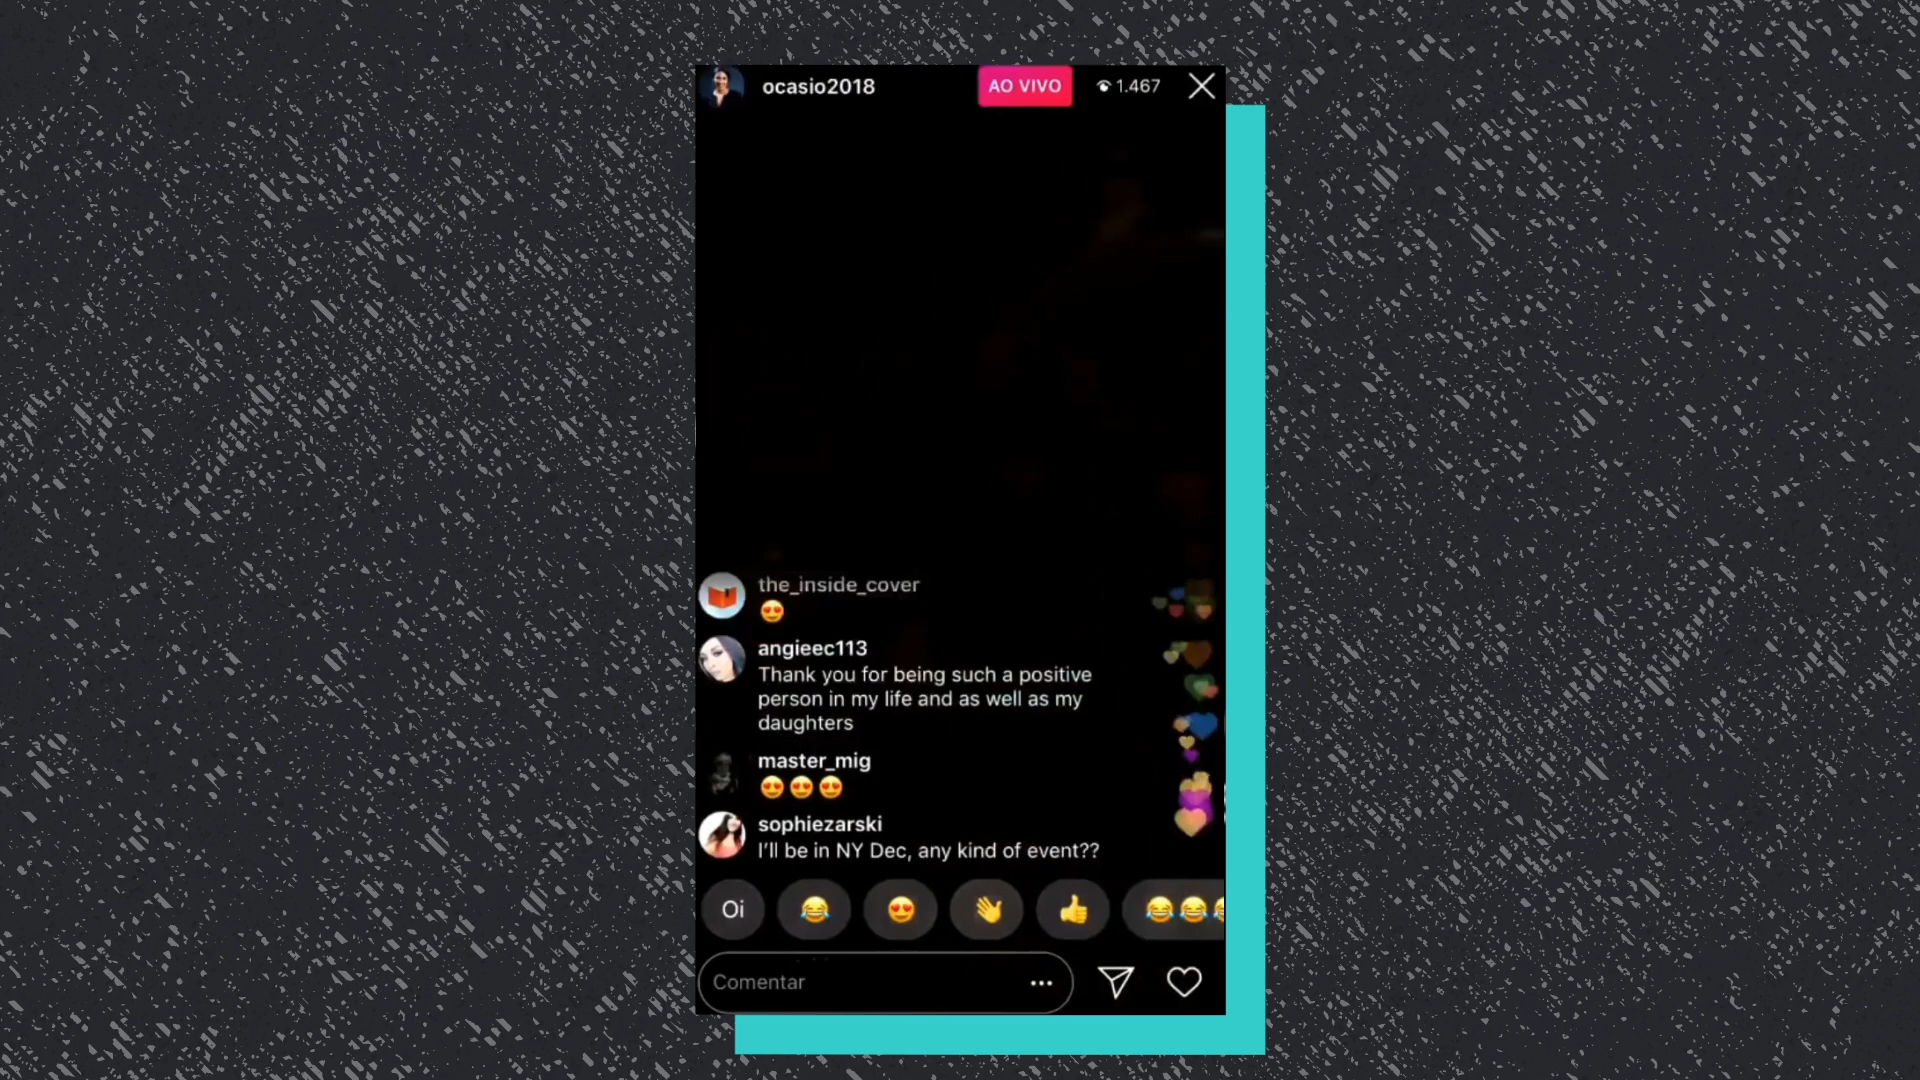 ocasio2018 AO VIVO 1.467
the_inside_cover
😍
angieec113
Thank you for being such a positive
person in my life and as well as my
daughters
master_mig
😍😍😍
sophiezarski
I'll be in NY Dec, any kind of event??
Oi 😂 😍 👋 👍 😂😂😂
Comentar